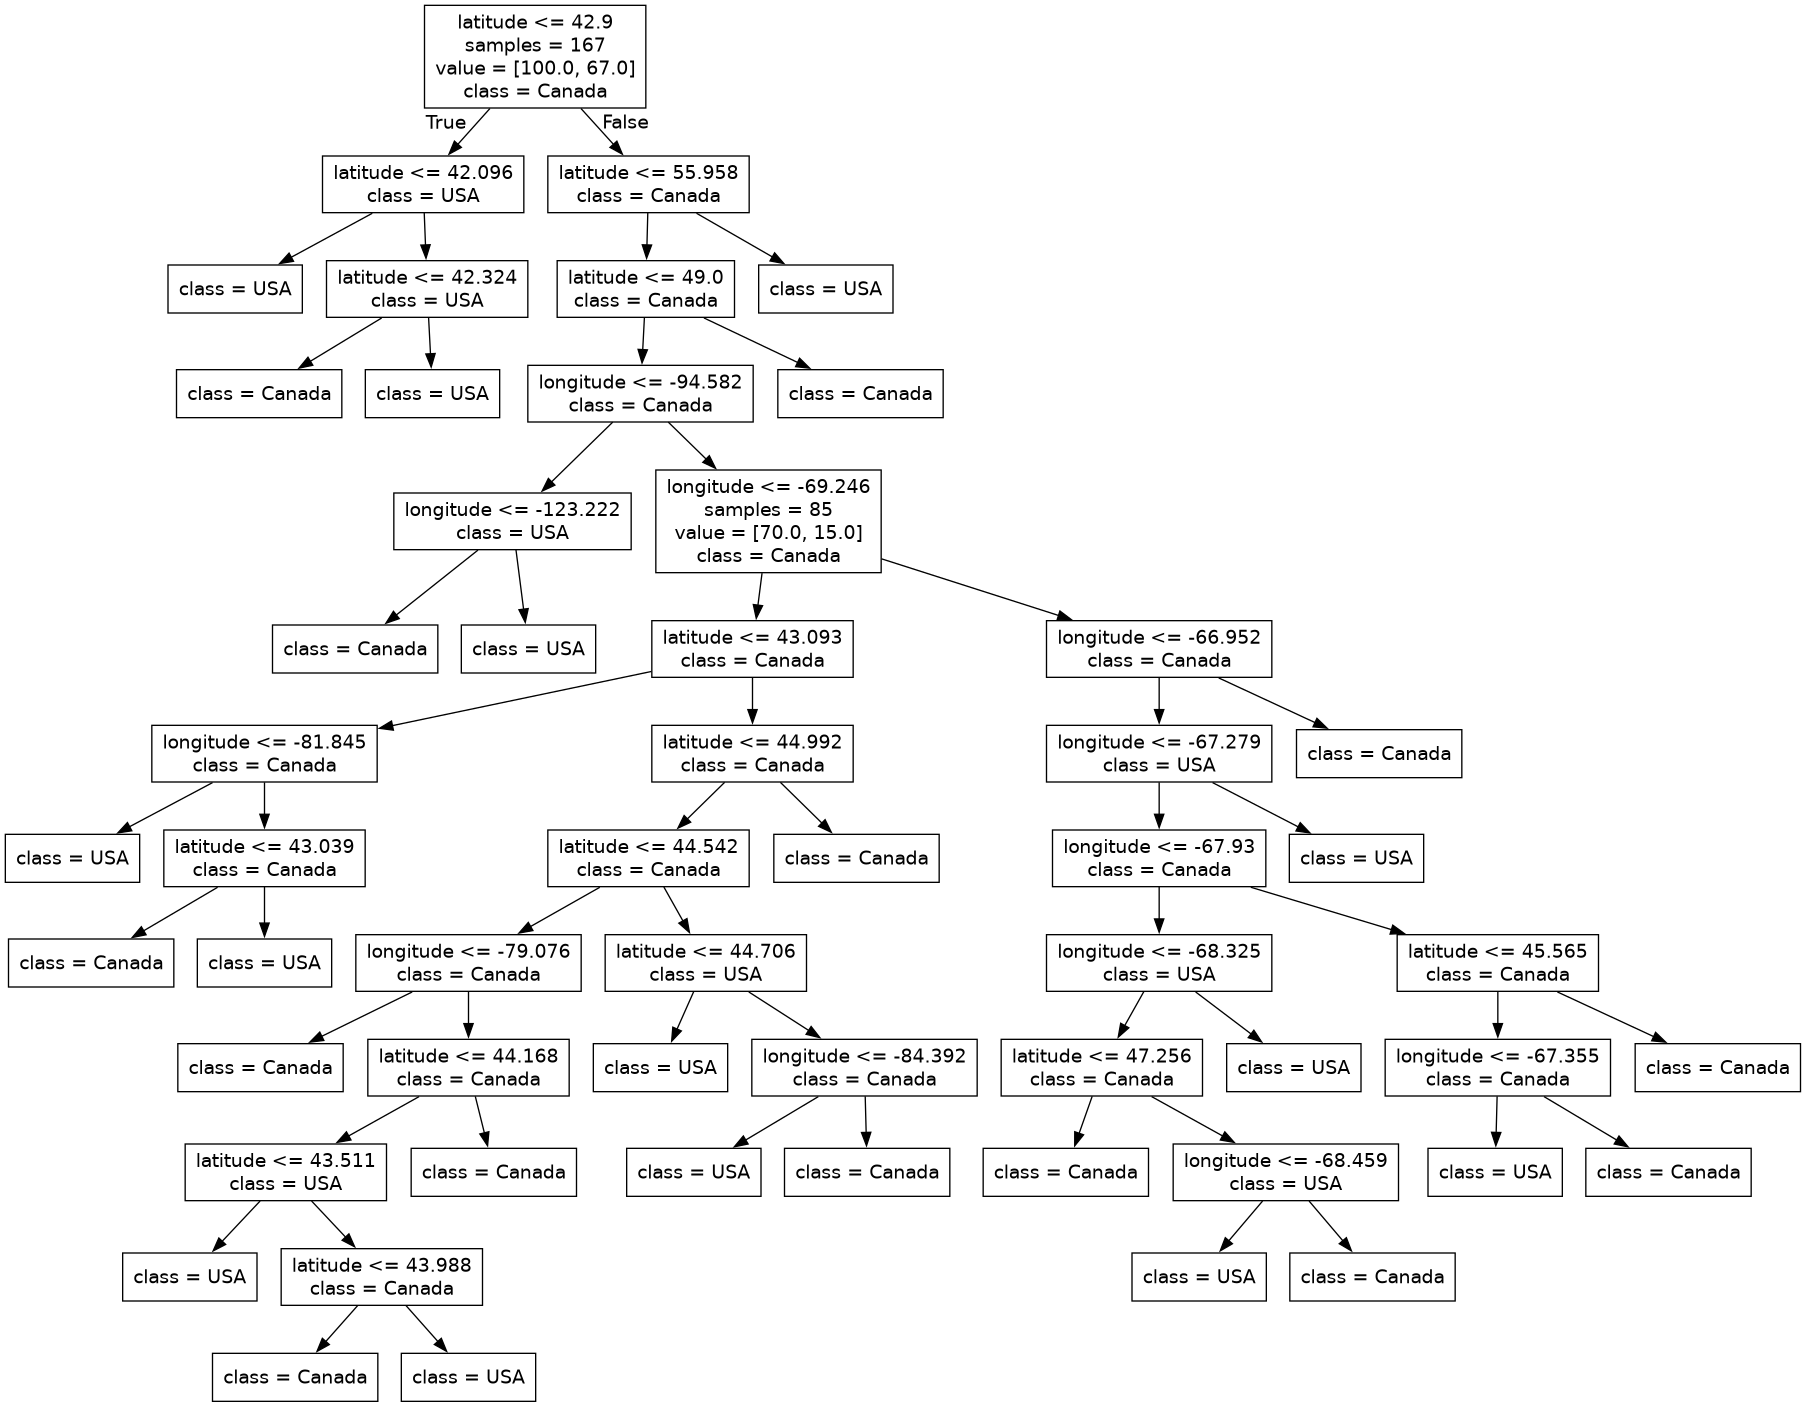 latitude <= 42.9
samples = 167
value = [100.0, 67.0]
class = Canada
True
False
latitude <= 42.096
class = USA
latitude <= 55.958
class = Canada
class = USA
latitude <= 42.324
class = USA
latitude <= 49.0
class = Canada
class = USA
class = Canada
class = USA
longitude <= -94.582
class = Canada
class = Canada
longitude <= -123.222
class = USA
longitude <= -69.246
samples = 85
value = [70.0, 15.0]
class = Canada
class = Canada
class = USA
latitude <= 43.093
class = Canada
longitude <= -66.952
class = Canada
longitude <= -81.845
class = Canada
latitude <= 44.992
class = Canada
longitude <= -67.279
class = USA
class = Canada
class = USA
latitude <= 43.039
class = Canada
latitude <= 44.542
class = Canada
class = Canada
longitude <= -67.93
class = Canada
class = USA
class = Canada
class = USA
longitude <= -79.076
class = Canada
latitude <= 44.706
class = USA
longitude <= -68.325
class = USA
latitude <= 45.565
class = Canada
class = Canada
latitude <= 44.168
class = Canada
class = USA
longitude <= -84.392
class = Canada
latitude <= 47.256
class = Canada
class = USA
longitude <= -67.355
class = Canada
class = Canada
latitude <= 43.511
class = USA
class = Canada
class = USA
class = Canada
class = Canada
longitude <= -68.459
class = USA
class = USA
class = Canada
class = USA
latitude <= 43.988
class = Canada
class = USA
class = Canada
class = Canada
class = USA